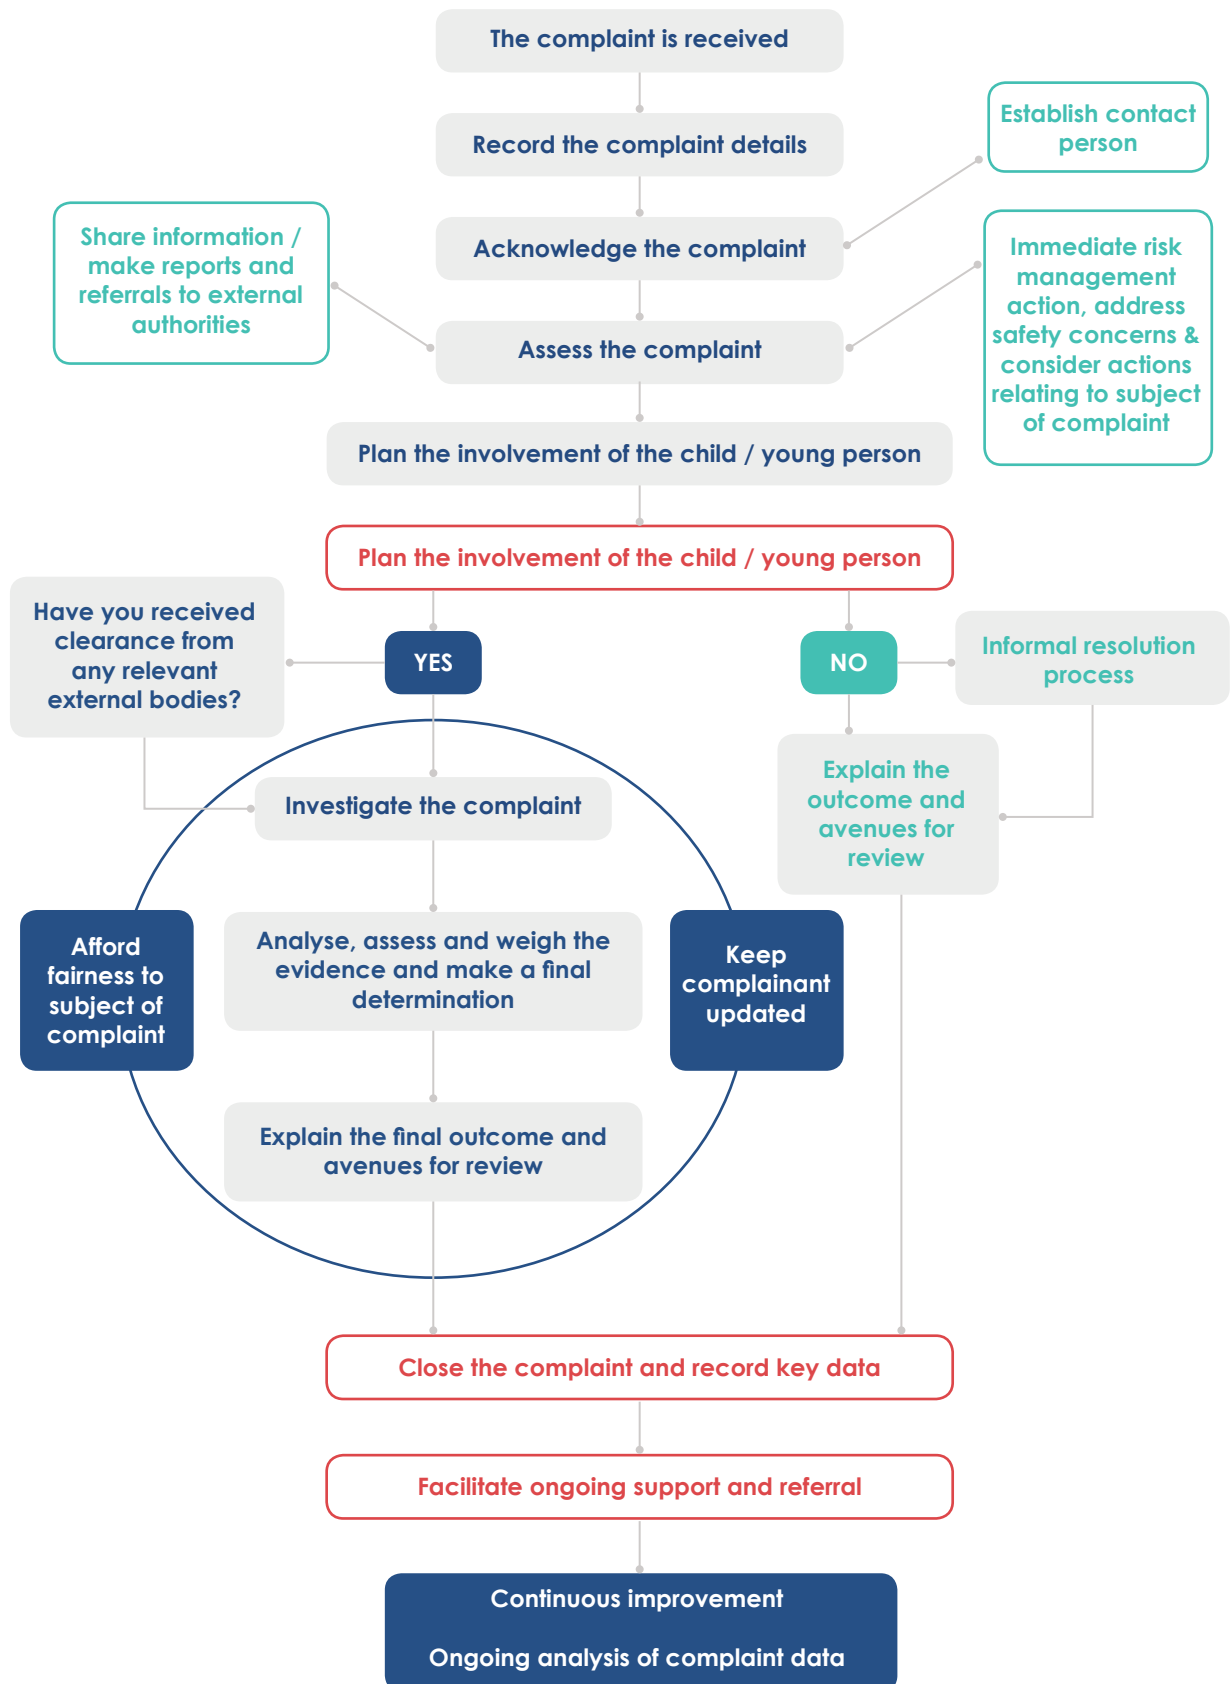 The complaint is received
Record the complaint details
Establish contact
person
Acknowledge the complaint
Share information /
make reports and
referrals to external
authorities
Immediate risk
management
action, address
safety concerns &
consider actions
relating to subject
of complaint
Assess the complaint
Plan the involvement of the child / young person
Plan the involvement of the child / young person
Have you received
clearance from
any relevant
external bodies?
YES
NO
Informal resolution
process
Explain the
outcome and
avenues for
review
Investigate the complaint
Afford
fairness to
subject of
complaint
Analyse, assess and weigh the
evidence and make a final
determination
Keep
complainant
updated
Explain the final outcome and
avenues for review
Close the complaint and record key data
Facilitate ongoing support and referral
Continuous improvement
Ongoing analysis of complaint data